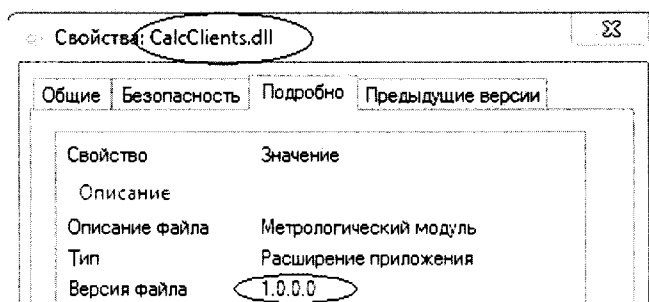 Свойства: CalcClients.dll
Общие Безопасность Подробно Предыдущие версии
Свойство Значение
Описание
Описание файла Метрологический модуль
Тип Расширение приложения
Версия файла 1.0.0.0